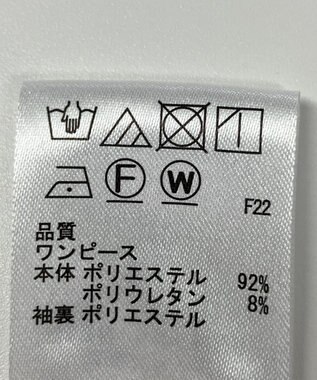 F W
F22
品質
ワンピース
本体 ポリエステル 92%
ポリウレタン 8%
袖裏 ポリエステル